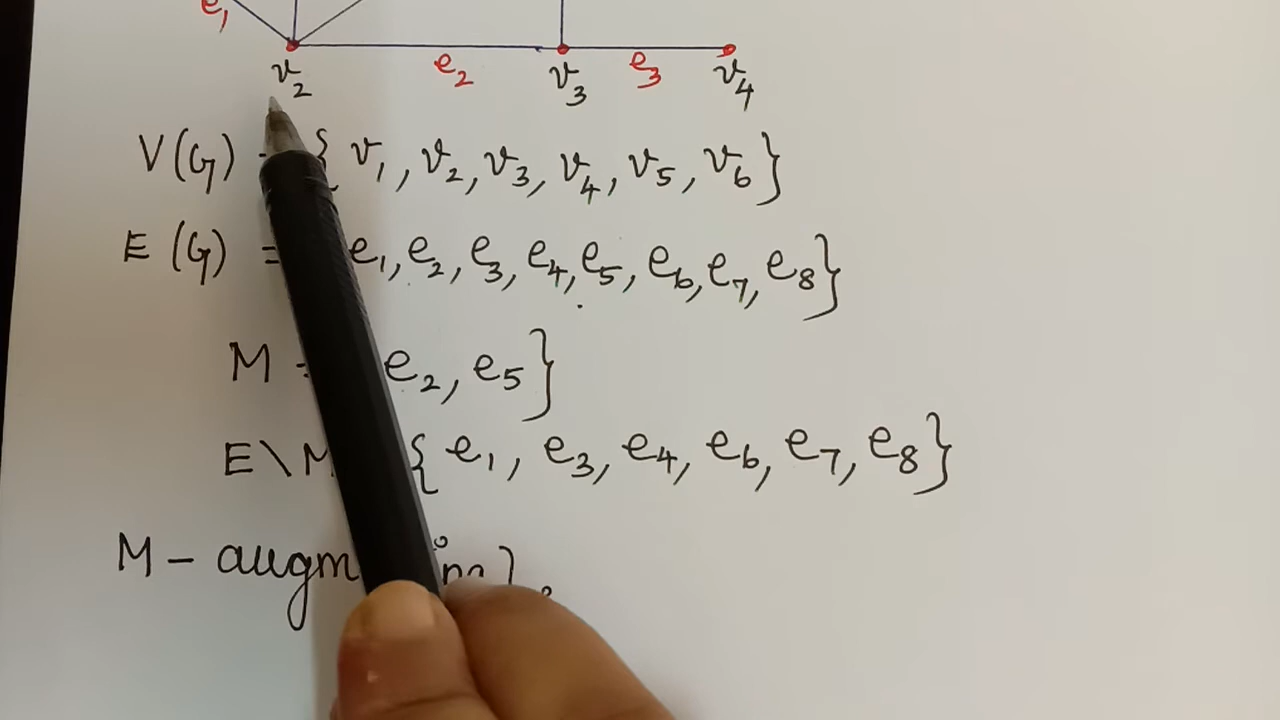 e₁
e₂ e₃
v₂ v₃ v₄
V(G) { v₁, v₂, v₃, v₄, v₅, v₆}
E (G) = e₁, e₂, e₃, e₄, e₅, e₆, e₇, e₈}
M = e₂, e₅}
E\M { e₁, e₃, e₄, e₆, e₇, e₈}
M –